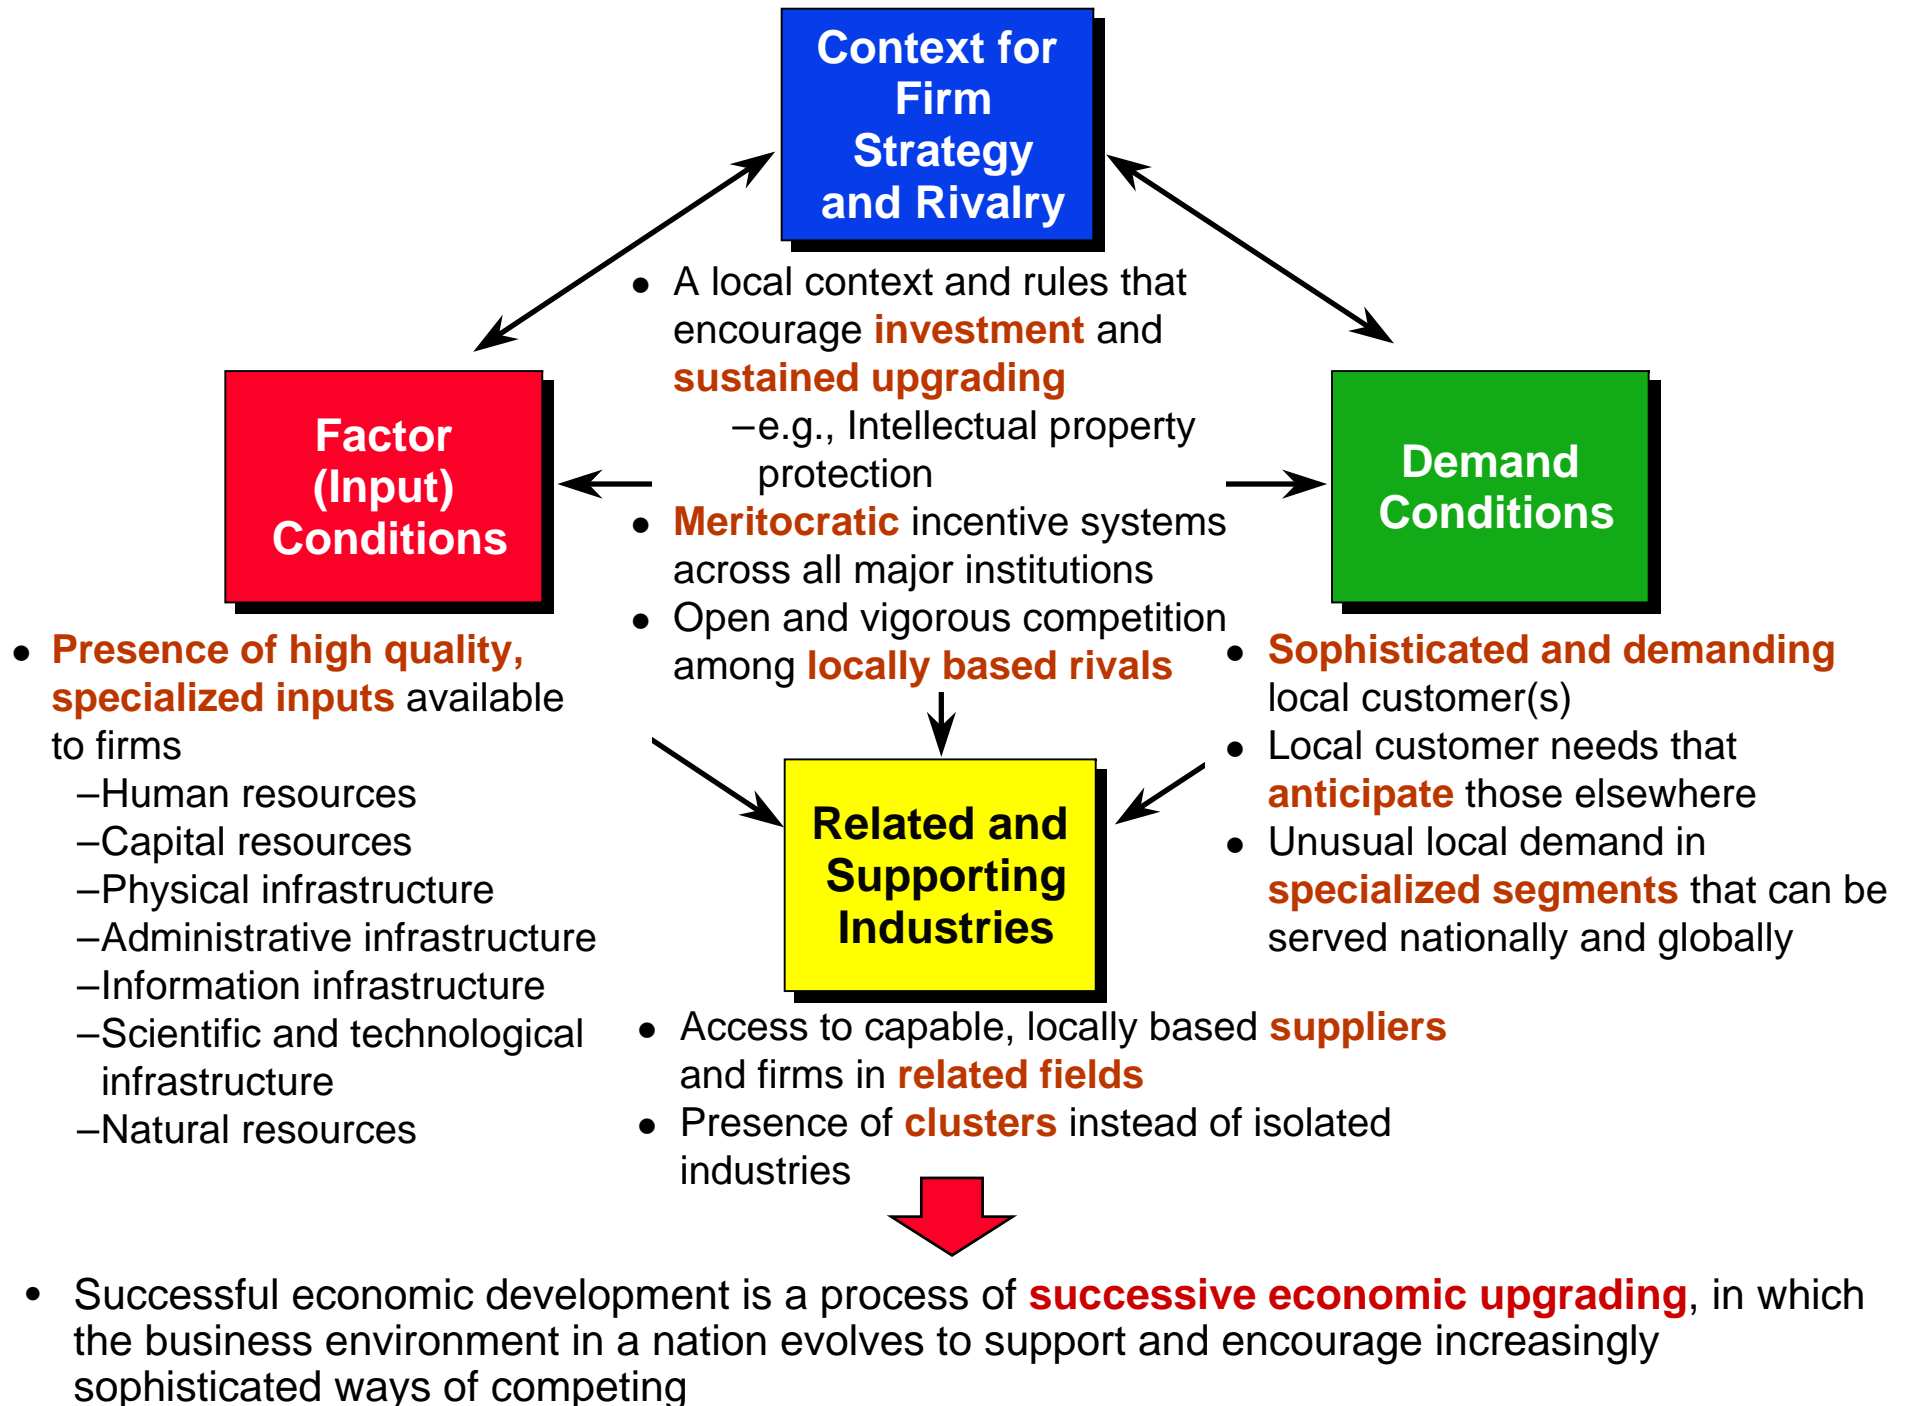 Context for
Firm
Strategy
and Rivalry
● A local context and rules that
encourage investment and
sustained upgrading
–e.g., Intellectual property
protection
● Meritocratic incentive systems
across all major institutions
● Open and vigorous competition
among locally based rivals
Factor
(Input)
Conditions
● Presence of high quality,
specialized inputs available
to firms
–Human resources
–Capital resources
–Physical infrastructure
–Administrative infrastructure
–Information infrastructure
–Scientific and technological
infrastructure
–Natural resources
Demand
Conditions
● Sophisticated and demanding
local customer(s)
● Local customer needs that
anticipate those elsewhere
● Unusual local demand in
specialized segments that can be
served nationally and globally
Related and
Supporting
Industries
● Access to capable, locally based suppliers
and firms in related fields
● Presence of clusters instead of isolated
industries
• Successful economic development is a process of successive economic upgrading, in which
the business environment in a nation evolves to support and encourage increasingly
sophisticated ways of competing